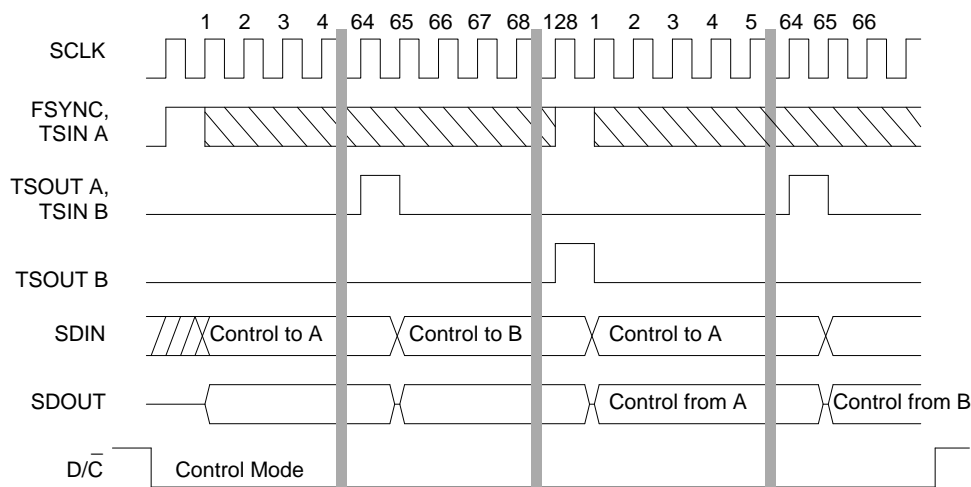 1 2 3 4 64 65 66 67 68 128 1 2 3 4 5 64 65 66
SCLK
FSYNC,
TSIN A
TSOUT A,
TSIN B
TSOUT B
SDIN Control to A Control to B Control to A
SDOUT Control from A Control from B
D/C̅ Control Mode